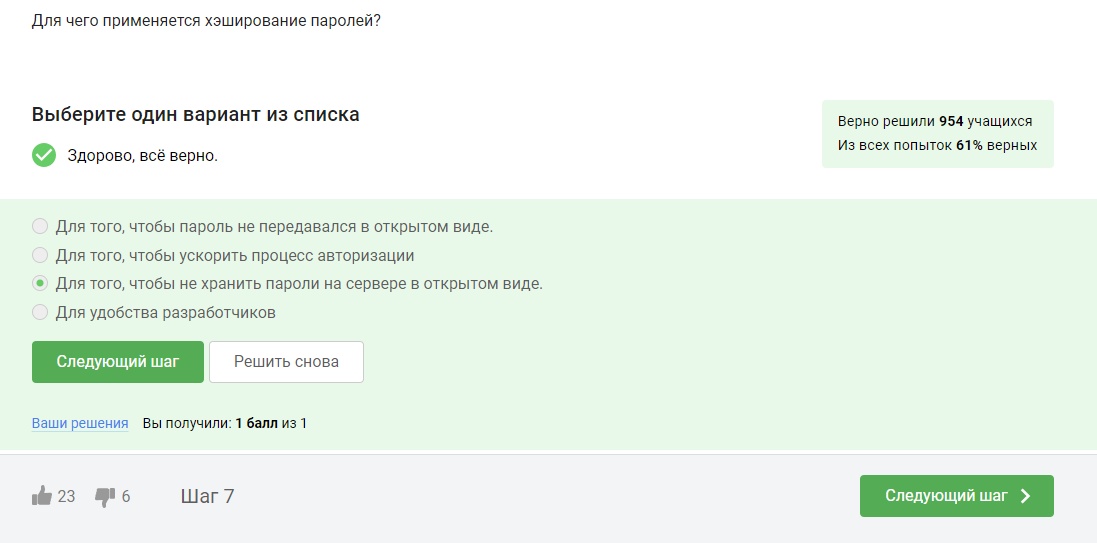 Для чего применяется хэширование паролей?
Выберите один вариант из списка
Здорово, всё верно.
Верно решили 954 учащихся
Из всех попыток 61% верных
Для того, чтобы пароль не передавался в открытом виде.
Для того, чтобы ускорить процесс авторизации
Для того, чтобы не хранить пароли на сервере в открытом виде.
Для удобства разработчиков
Следующий шаг Решить снова
Ваши решения Вы получили: 1 балл из 1
23 6 Шаг 7 Следующий шаг